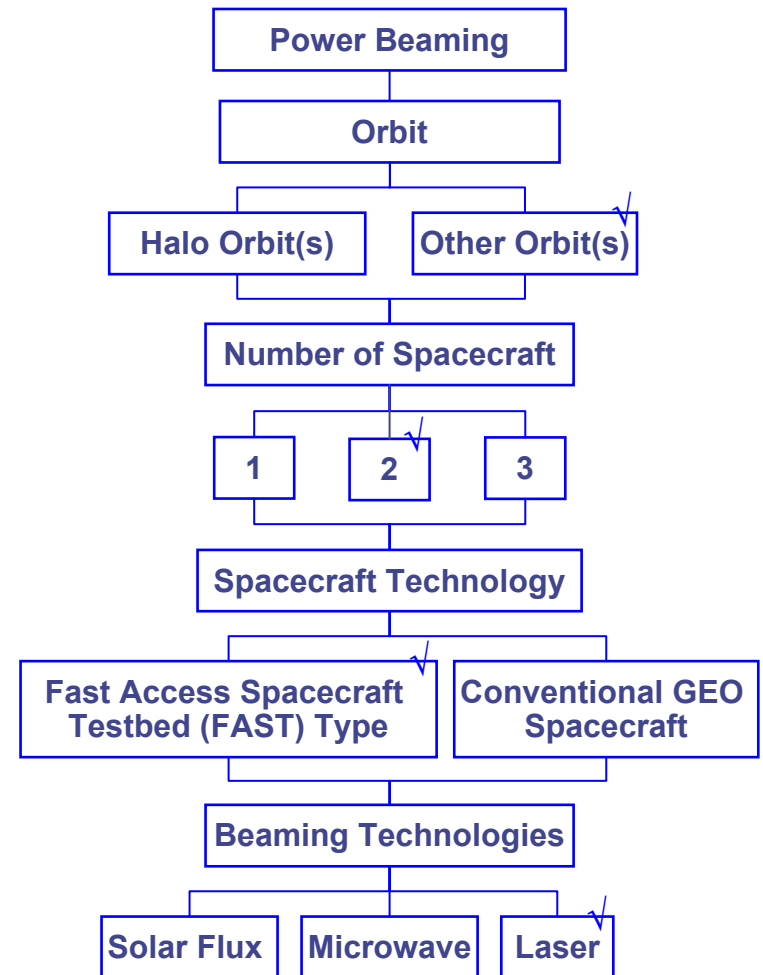 Power Beaming
Orbit
Halo Orbit(s)
Other Orbit(s)
√
Number of Spacecraft
1
2
√
3
Spacecraft Technology
Fast Access Spacecraft
Testbed (FAST) Type
√
Conventional GEO
Spacecraft
Beaming Technologies
Solar Flux
Microwave
Laser
√